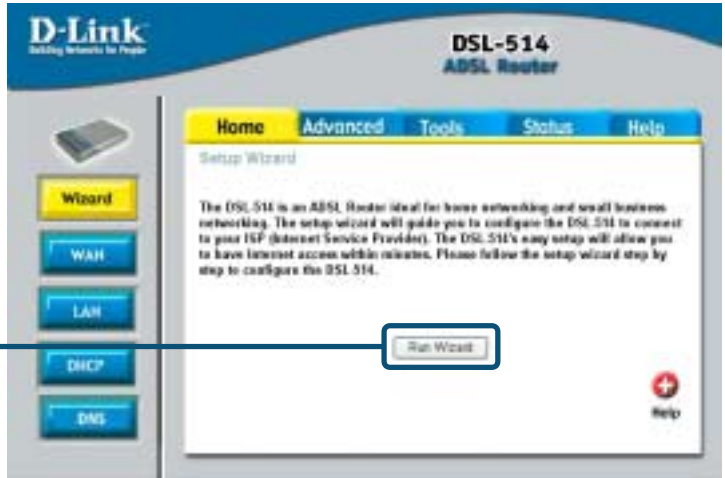 D-Link
Building Networks for People
DSL-514
ADSL Router
Home Advanced Tools Status Help
Setup Wizard
Wizard
WAN
LAN
DHCP
DNS
The DSL-514 is an ADSL Router ideal for home networking and small business
networking. The setup wizard will guide you to configure the DSL-514 to connect
to your ISP (Internet Service Provider). The DSL-514's easy setup will allow you
to have Internet access within minutes. Please follow the setup wizard step by
step to configure the DSL-514.
Run Wizard
Help